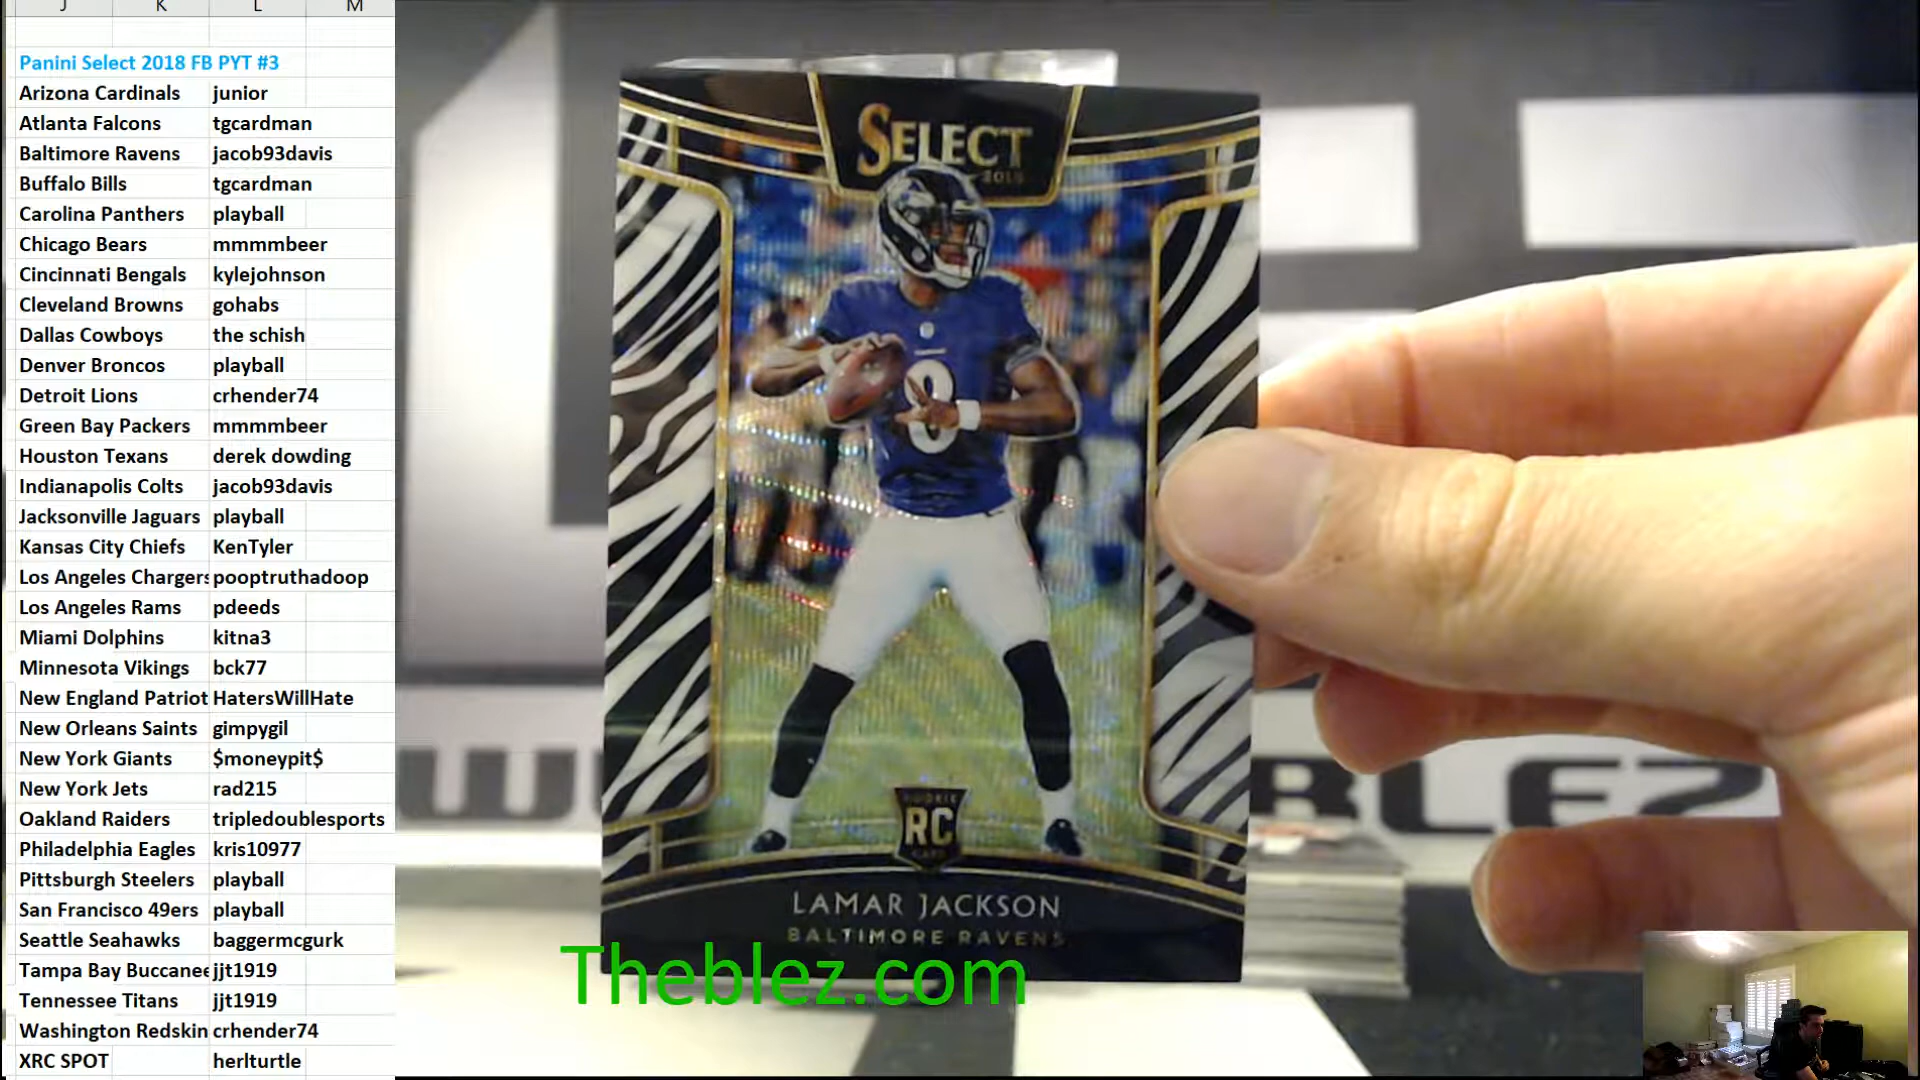 J K L M
Panini Select 2018 FB PYT #3
Arizona Cardinals junior
Atlanta Falcons tgcardman
Baltimore Ravens jacob93davis
Buffalo Bills tgcardman
Carolina Panthers playball
Chicago Bears mmmmbeer
Cincinnati Bengals kylejohnson
Cleveland Browns gohabs
Dallas Cowboys the schish
Denver Broncos playball
Detroit Lions crhender74
Green Bay Packers mmmmbeer
Houston Texans derek dowding
Indianapolis Colts jacob93davis
Jacksonville Jaguars playball
Kansas City Chiefs KenTyler
Los Angeles Chargers pooptruthadoop
Los Angeles Rams pdeeds
Miami Dolphins kitna3
Minnesota Vikings bck77
New England Patriot HatersWillHate
New Orleans Saints gimpygil
New York Giants $moneypit$
New York Jets rad215
Oakland Raiders tripledoublesports
Philadelphia Eagles kris10977
Pittsburgh Steelers playball
San Francisco 49ers playball
Seattle Seahawks baggermcgurk
Tampa Bay Buccanee jjt1919
Tennessee Titans jjt1919
Washington Redskin crhender74
XRC SPOT herlturtle
SELECT
2018
8
ROOKIE
RC
CARD
LAMAR JACKSON
BALTIMORE RAVENS
Theblez.com
BLEZ